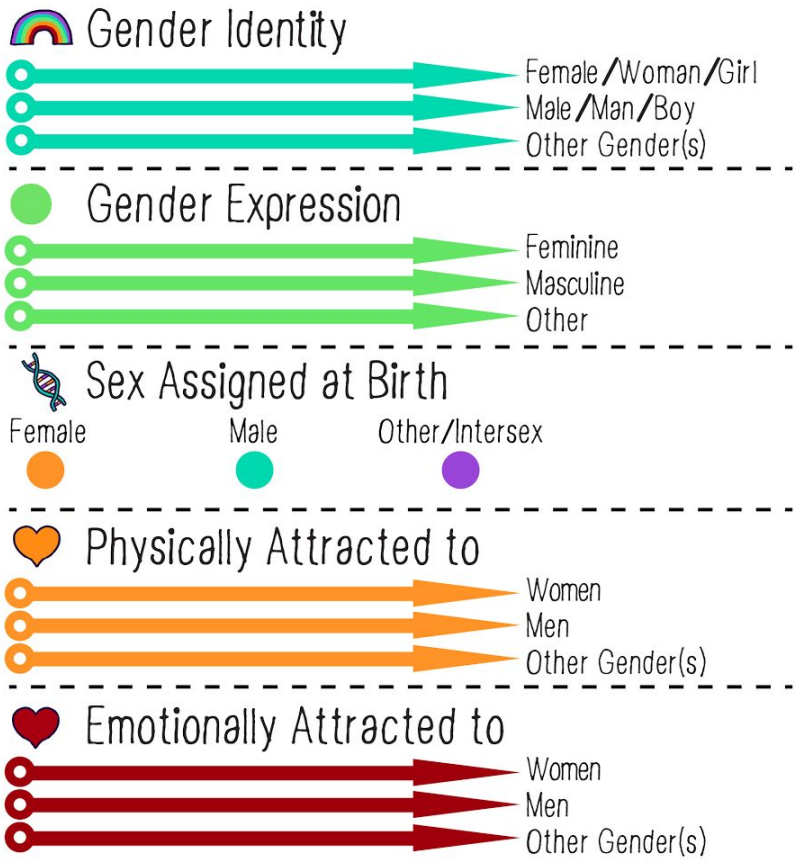 Gender Identity
Female/Woman/Girl
Male/Man/Boy
Other Gender(s)
Gender Expression
Feminine
Masculine
Other
Sex Assigned at Birth
Female Male Other/Intersex
Physically Attracted to
Women
Men
Other Gender(s)
Emotionally Attracted to
Women
Men
Other Gender(s)